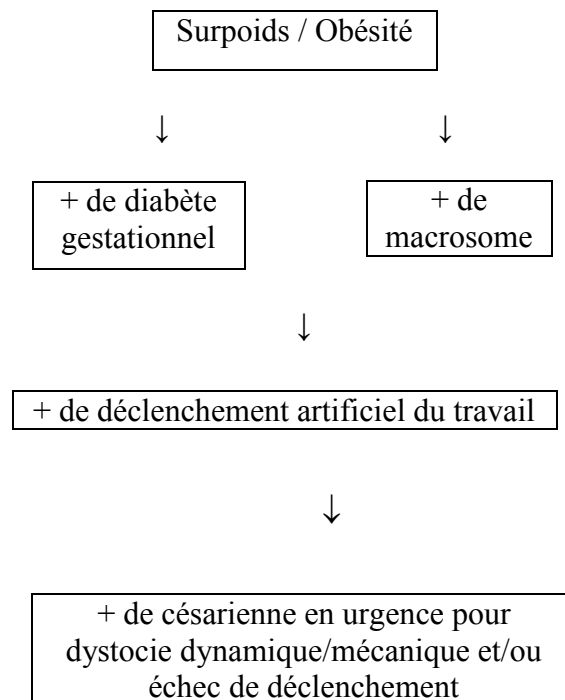 Surpoids / Obésité
↓ ↓
+ de diabète
gestationnel
+ de
macrosome
↓
+ de déclenchement artificiel du travail
↓
+ de césarienne en urgence pour
dystocie dynamique/mécanique et/ou
échec de déclenchement